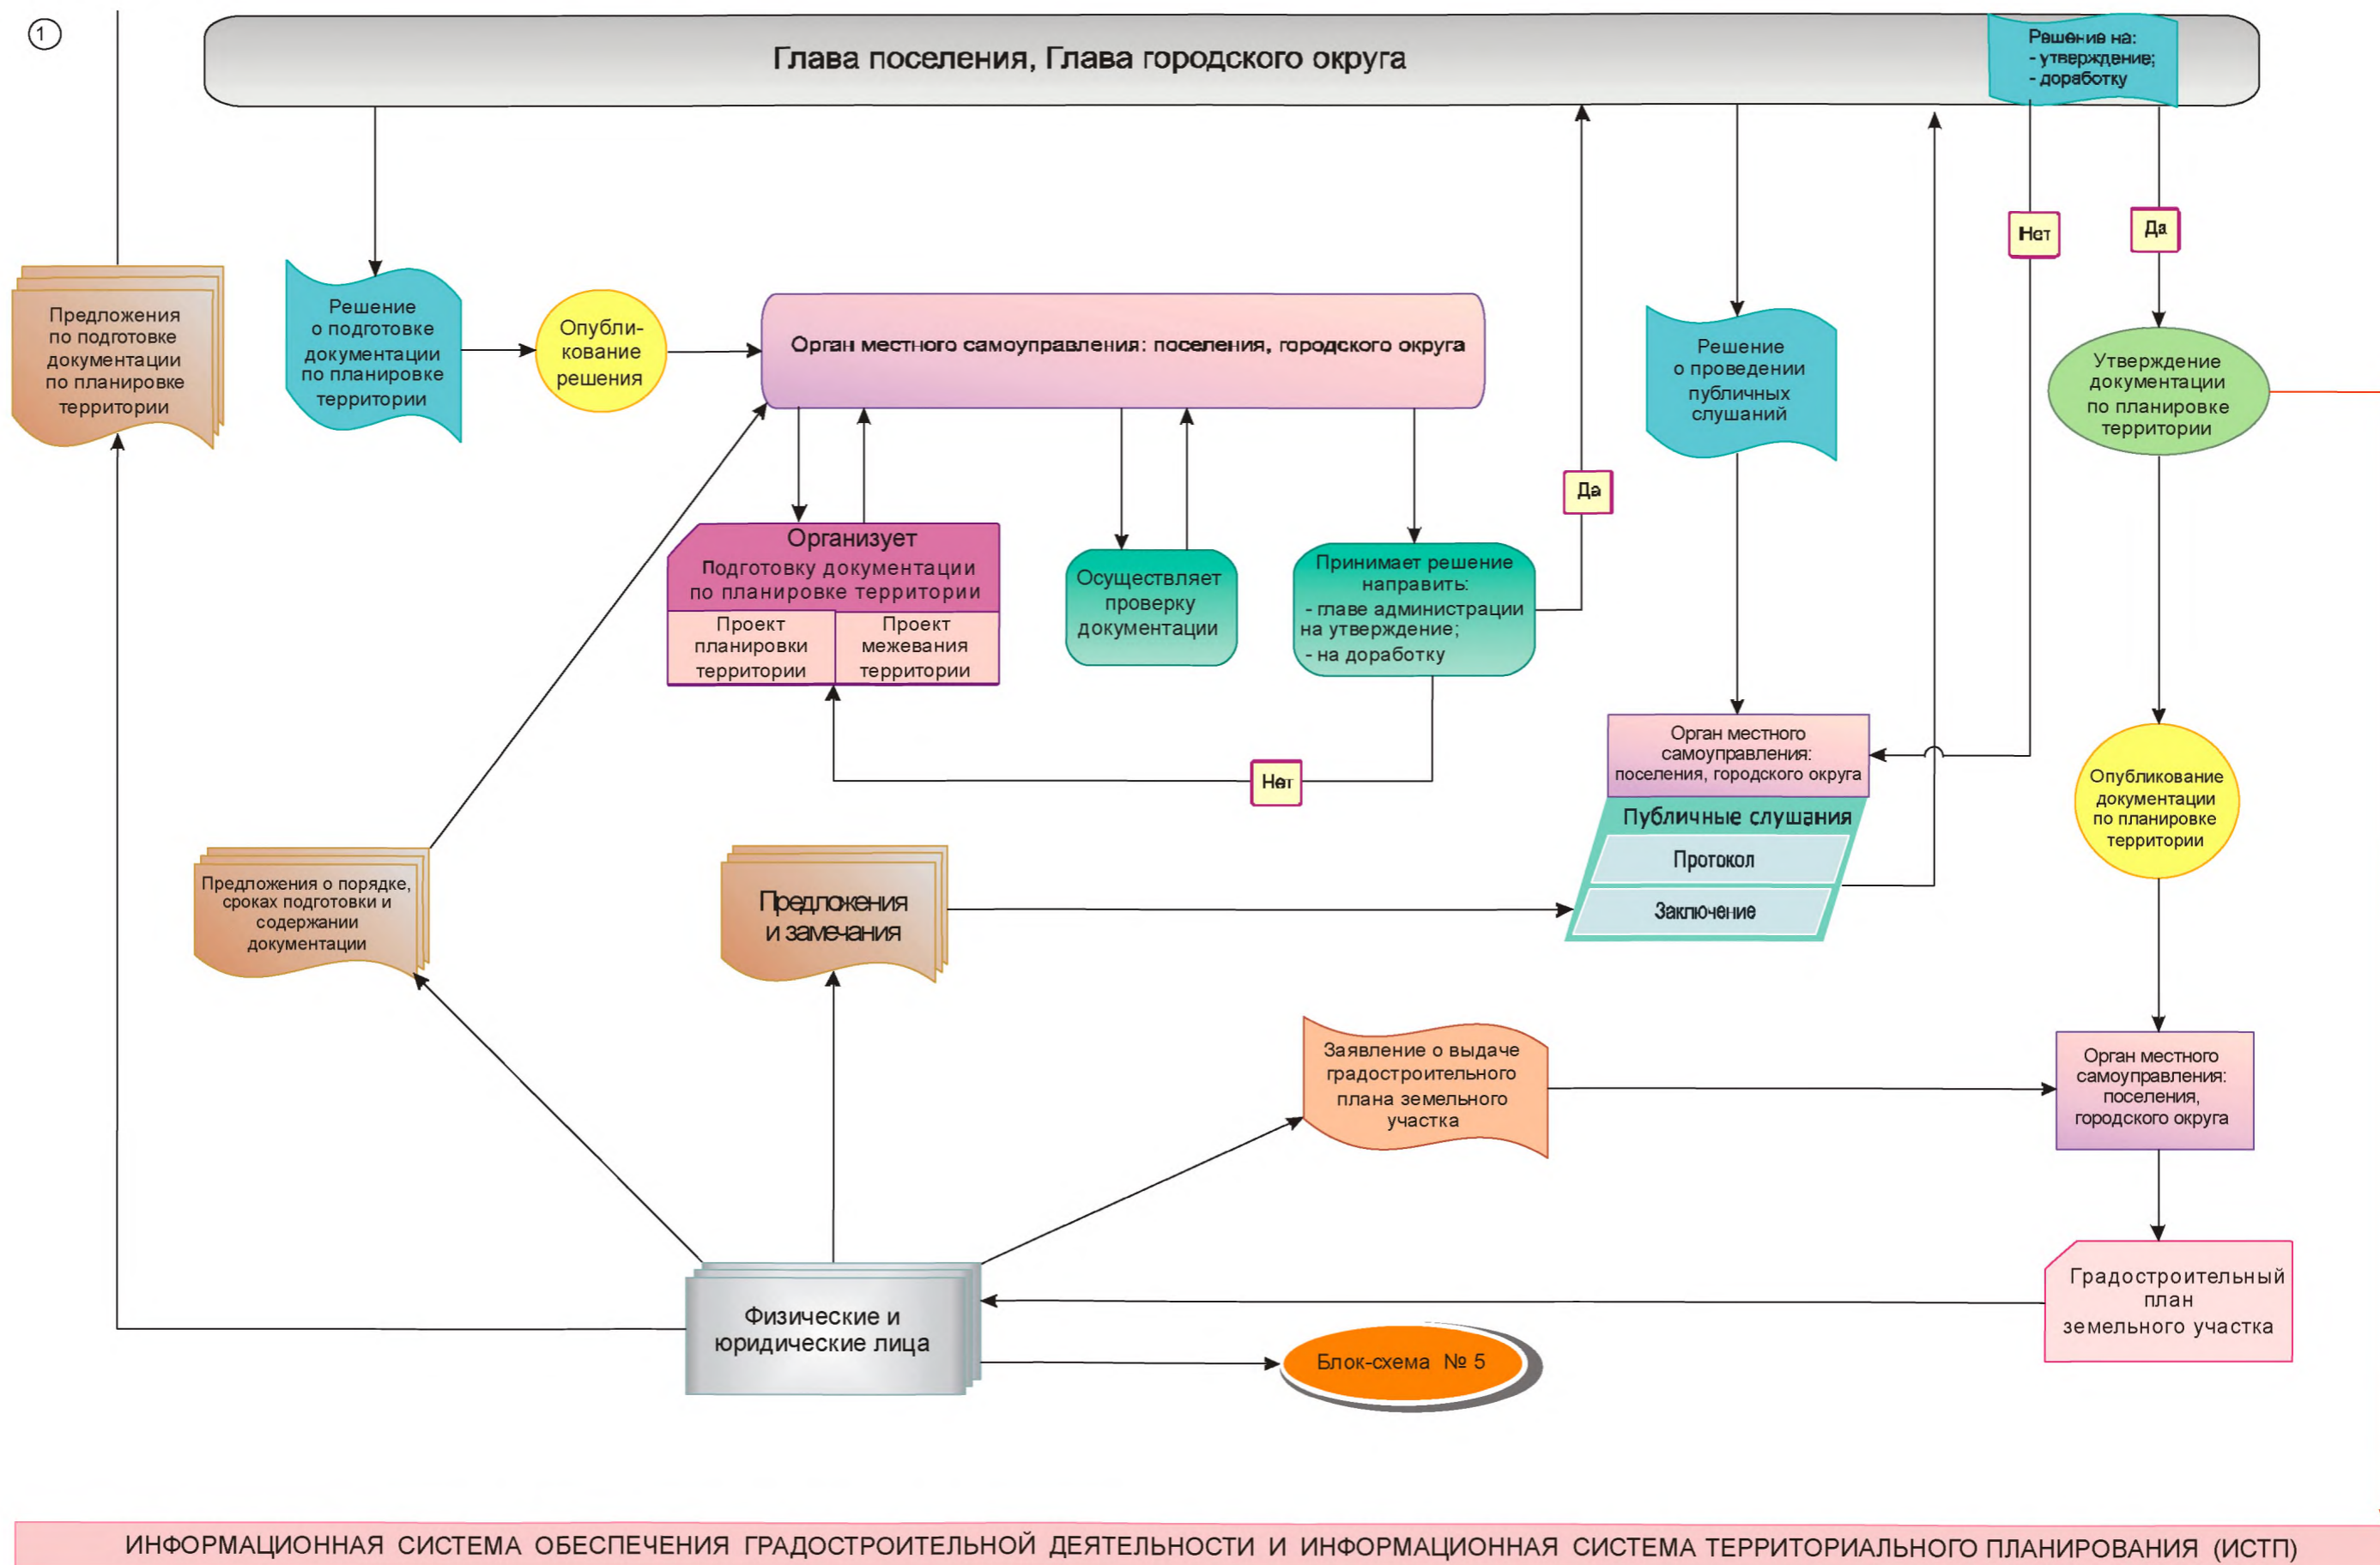 1
Глава поселения, Глава городского округа
Решение на:
- утверждение;
- доработку
Нет
Да
Предложения
по подготовке
документации
по планировке
территории
Решение
о подготовке
документации
по планировке
территории
Опубли-
кование
решения
Орган местного самоуправления: поселения, городского округа
Решение
о проведении
публичных
слушаний
Утверждение
документации
по планировке
территории
Да
Организует
Подготовку документации
по планировке территории
Проект
планировки
территории
Проект
межевания
территории
Осуществляет
проверку
документации
Принимает решение
направить:
- главе администрации
на утверждение;
- на доработку
Нет
Орган местного
самоуправления:
поселения, городского округа
Публичные слушания
Протокол
Заключение
Опубликование
документации
по планировке
территории
Предложения о порядке,
сроках подготовки и
содержании
документации
Предложения
и замечания
Заявление о выдаче
градостроительного
плана земельного
участка
Орган местного
самоуправления:
поселения,
городского округа
Градостроительный
план
земельного участка
Физические и
юридические лица
Блок-схема № 5
ИНФОРМАЦИОННАЯ СИСТЕМА ОБЕСПЕЧЕНИЯ ГРАДОСТРОИТЕЛЬНОЙ ДЕЯТЕЛЬНОСТИ И ИНФОРМАЦИОННАЯ СИСТЕМА ТЕРРИТОРИАЛЬНОГО ПЛАНИРОВАНИЯ (ИСТП)